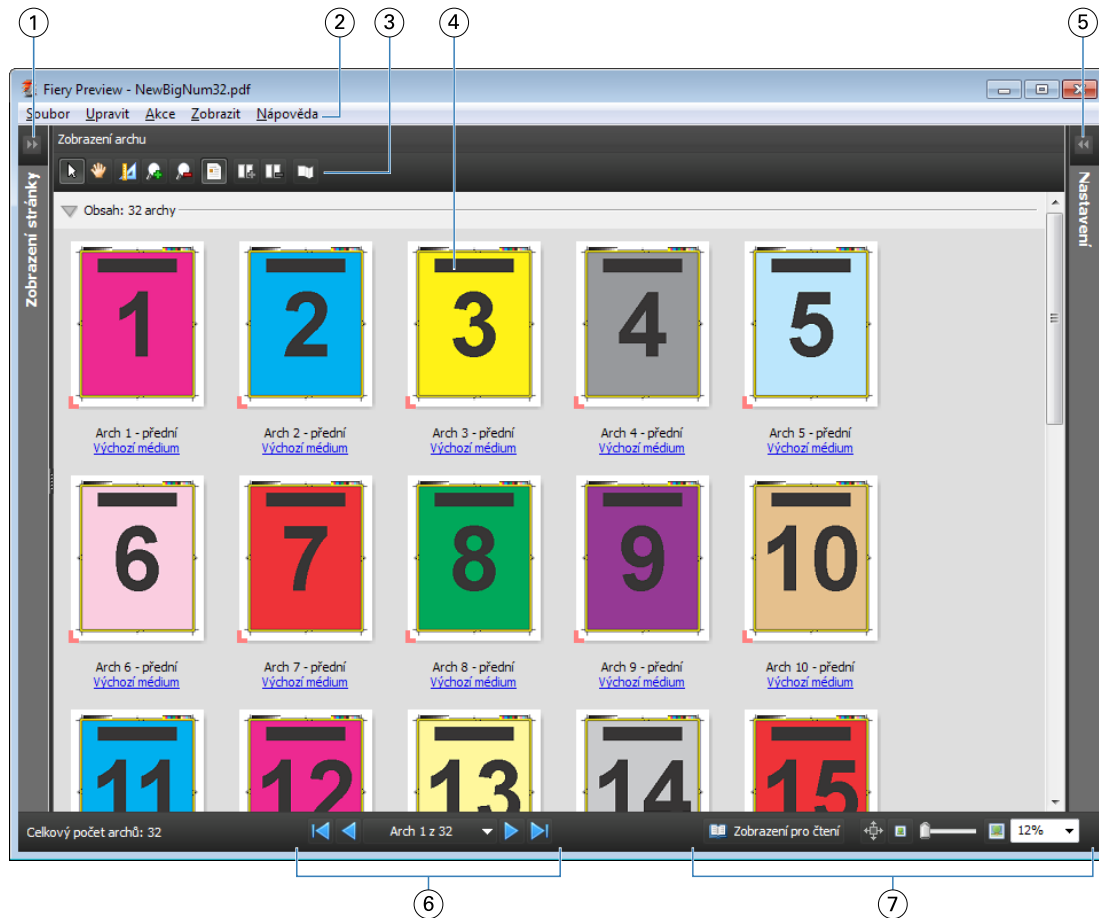 1 2 3 4 5
Fiery Preview - NewBigNum32.pdf
Soubor Upravit Akce Zobrazit Nápověda
Zobrazení archu
Zobrazení stránky
Nastavení
Obsah: 32 archy
1 2 3 4 5
Arch 1 - přední Arch 2 - přední Arch 3 - přední Arch 4 - přední Arch 5 - přední
Výchozí médium Výchozí médium Výchozí médium Výchozí médium Výchozí médium
6 7 8 9 10
Arch 6 - přední Arch 7 - přední Arch 8 - přední Arch 9 - přední Arch 10 - přední
Výchozí médium Výchozí médium Výchozí médium Výchozí médium Výchozí médium
11 12 13 14 15
Celkový počet archů: 32 Arch 1 z 32 Zobrazení pro čtení 12%
6 7